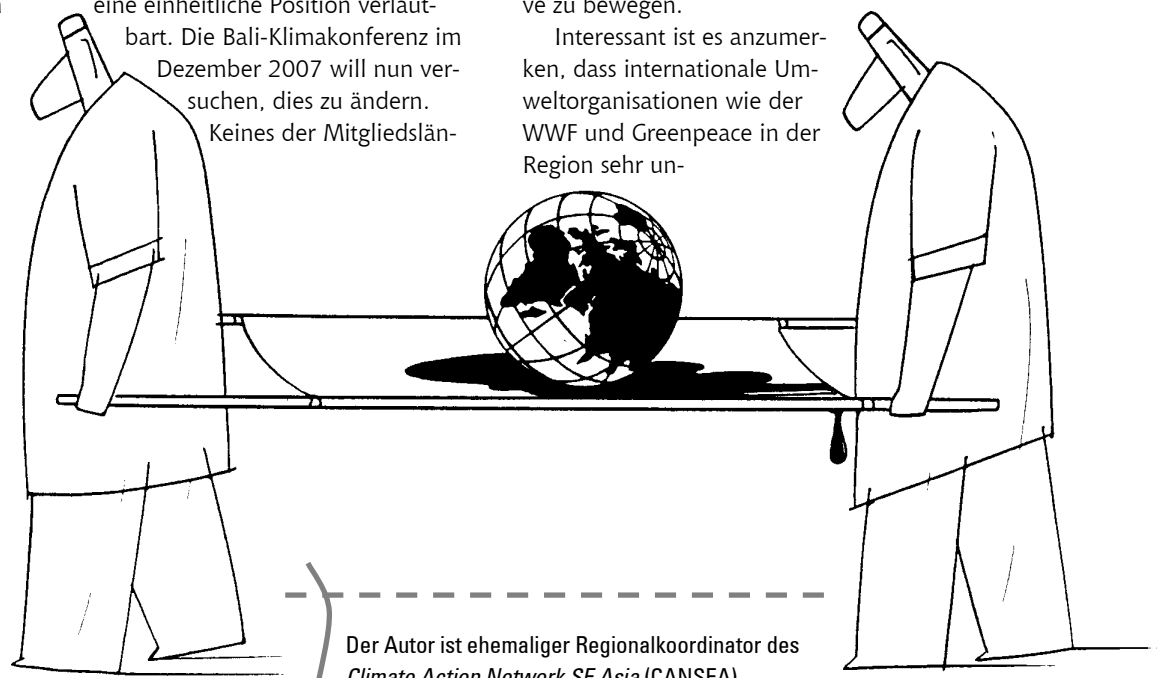 eine einheitliche Position verlaut-
bart. Die Bali-Klimakonferenz im
Dezember 2007 will nun ver-
suchen, dies zu ändern.
Keines der Mitgliedslän-
ve zu bewegen.
Interessant ist es anzumer-
ken, dass internationale Um-
weltorganisationen wie der
WWF und Greenpeace in der
Region sehr un-
Der Autor ist ehemaliger Regionalkoordinator des
Climate Action Network SE Asia (CANSEA)